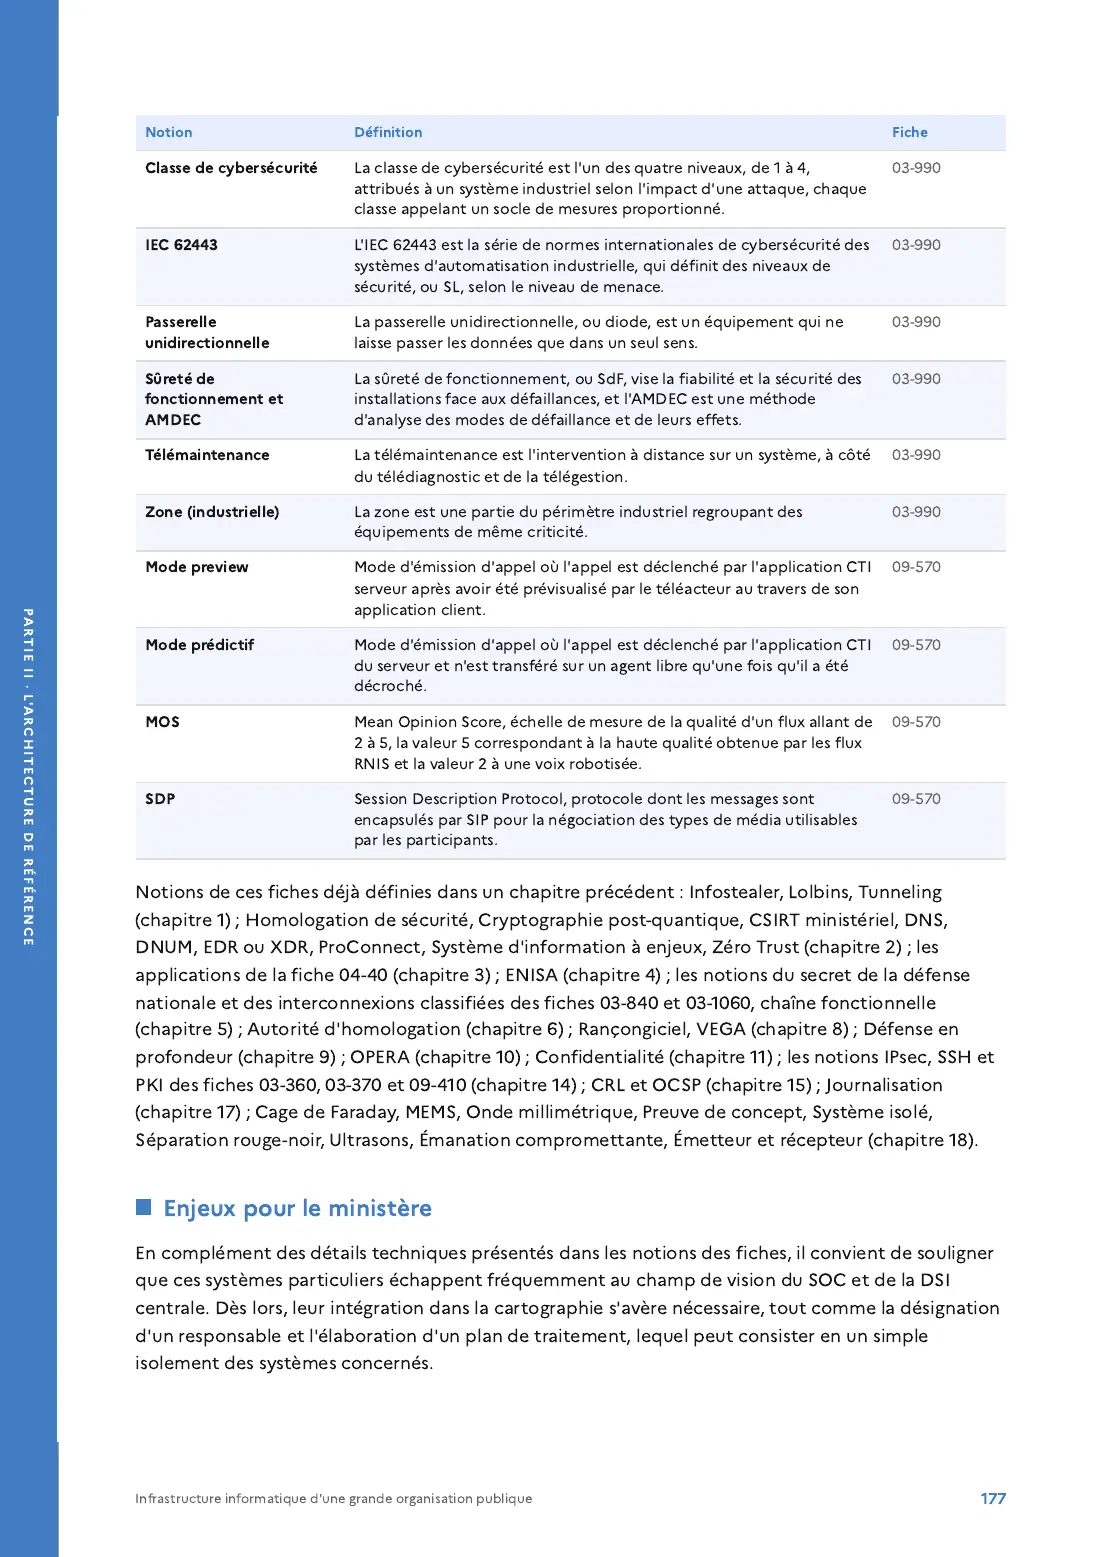 Notion Définition Fiche
Classe de cybersécurité La classe de cybersécurité est l'un des quatre niveaux, de 1 à 4, 03-990
attribués à un système industriel selon l'impact d'une attaque, chaque
classe appelant un socle de mesures proportionné.
IEC 62443 L'IEC 62443 est la série de normes internationales de cybersécurité des 03-990
systèmes d'automatisation industrielle, qui définit des niveaux de
sécurité, ou SL, selon le niveau de menace.
Passerelle La passerelle unidirectionnelle, ou diode, est un équipement qui ne 03-990
unidirectionnelle laisse passer les données que dans un seul sens.
Sûreté de La sûreté de fonctionnement, ou SdF, vise la fiabilité et la sécurité des 03-990
fonctionnement et installations face aux défaillances, et l'AMDEC est une méthode
AMDEC d'analyse des modes de défaillance et de leurs effets.
Télémaintenance La télémaintenance est l'intervention à distance sur un système, à côté 03-990
du télédiagnostic et de la télégestion.
Zone (industrielle) La zone est une partie du périmètre industriel regroupant des 03-990
équipements de même criticité.
Mode preview Mode d'émission d'appel où l'appel est déclenché par l'application CTI 09-570
serveur après avoir été prévisualisé par le téléacteur au travers de son
application client.
Mode prédictif Mode d'émission d'appel où l'appel est déclenché par l'application CTI 09-570
du serveur et n'est transféré sur un agent libre qu'une fois qu'il a été
décroché.
MOS Mean Opinion Score, échelle de mesure de la qualité d'un flux allant de 09-570
2 à 5, la valeur 5 correspondant à la haute qualité obtenue par les flux
RNIS et la valeur 2 à une voix robotisée.
SDP Session Description Protocol, protocole dont les messages sont 09-570
encapsulés par SIP pour la négociation des types de média utilisables
par les participants.
Notions de ces fiches déjà définies dans un chapitre précédent : Infostealer, Lolbins, Tunneling
(chapitre 1) ; Homologation de sécurité, Cryptographie post-quantique, CSIRT ministériel, DNS,
DNUM, EDR ou XDR, ProConnect, Système d'information à enjeux, Zéro Trust (chapitre 2) ; les
applications de la fiche 04-40 (chapitre 3) ; ENISA (chapitre 4) ; les notions du secret de la défense
nationale et des interconnexions classifiées des fiches 03-840 et 03-1060, chaîne fonctionnelle
(chapitre 5) ; Autorité d'homologation (chapitre 6) ; Rançongiciel, VEGA (chapitre 8) ; Défense en
profondeur (chapitre 9) ; OPERA (chapitre 10) ; Confidentialité (chapitre 11) ; les notions IPsec, SSH et
PKI des fiches 03-360, 03-370 et 09-410 (chapitre 14) ; CRL et OCSP (chapitre 15) ; Journalisation
(chapitre 17) ; Cage de Faraday, MEMS, Onde millimétrique, Preuve de concept, Système isolé,
Séparation rouge-noir, Ultrasons, Émanation compromettante, Émetteur et récepteur (chapitre 18).
Enjeux pour le ministère
En complément des détails techniques présentés dans les notions des fiches, il convient de souligner
que ces systèmes particuliers échappent fréquemment au champ de vision du SOC et de la DSI
centrale. Dès lors, leur intégration dans la cartographie s'avère nécessaire, tout comme la désignation
d'un responsable et l'élaboration d'un plan de traitement, lequel peut consister en un simple
isolement des systèmes concernés.
PARTIE II · L'ARCHITECTURE DE RÉFÉRENCE
Infrastructure informatique d'une grande organisation publique 177